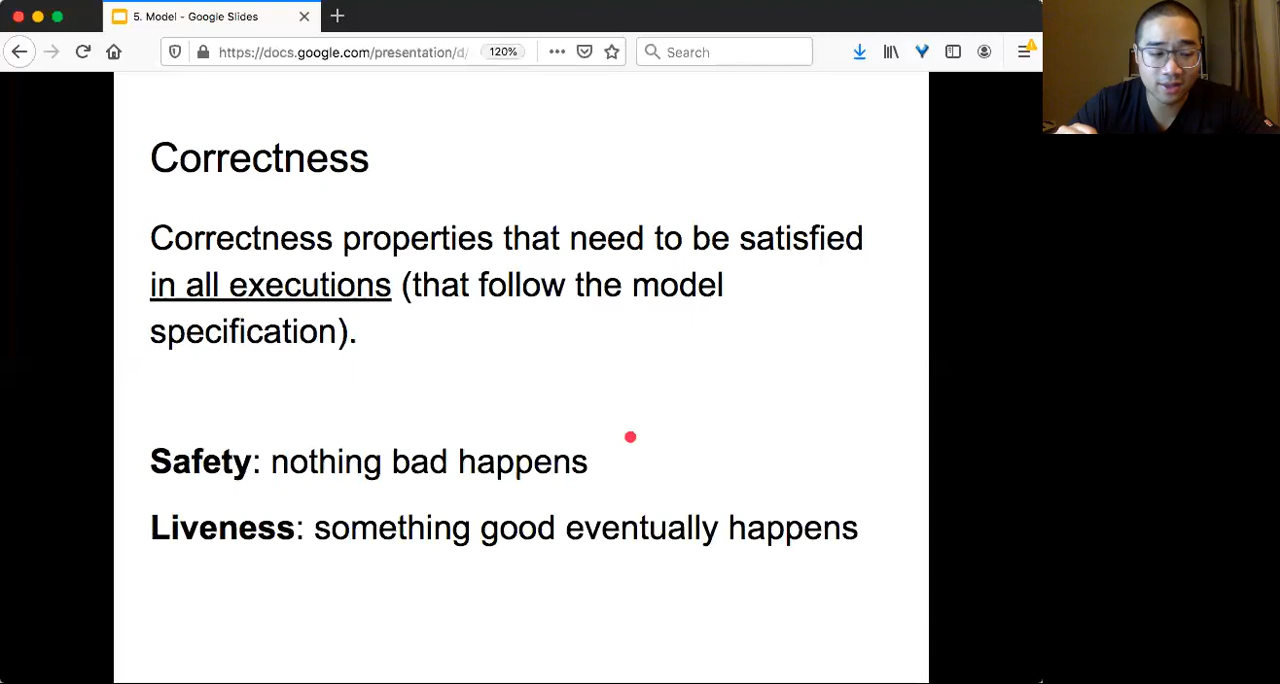 5. Model - Google Slides
https://docs.google.com/presentation/d/
120%
Search
Correctness
Correctness properties that need to be satisfied
in all executions (that follow the model
specification).
Safety: nothing bad happens
Liveness: something good eventually happens